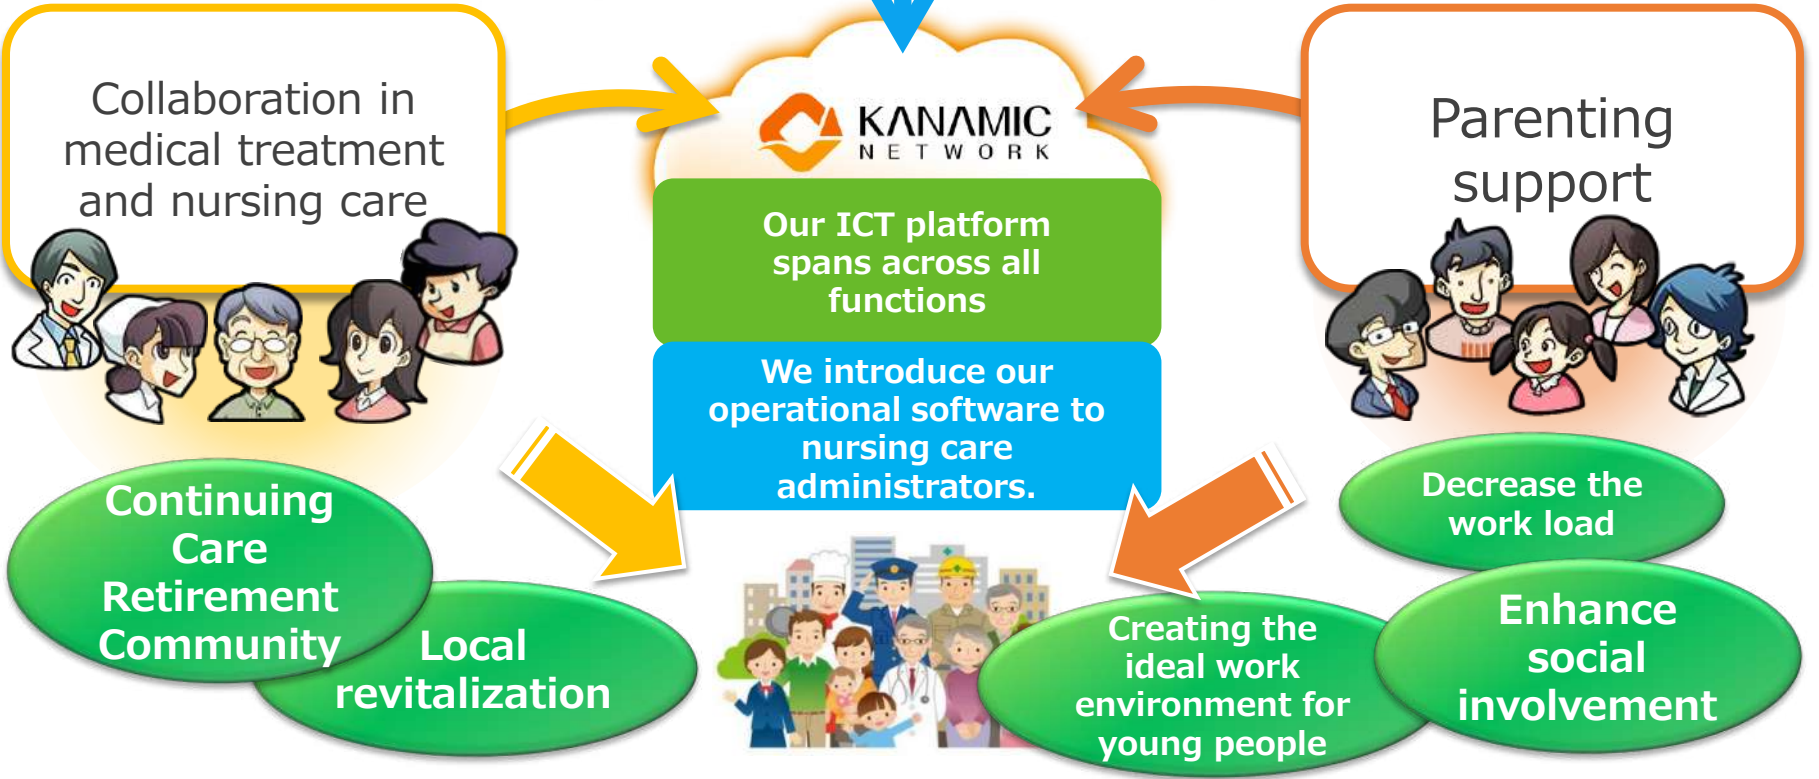 Collaboration in
medical treatment
and nursing care
KANAMIC
NETWORK
Our ICT platform
spans across all
functions
We introduce our
operational software to
nursing care
administrators.
Parenting
support
Continuing
Care
Retirement
Community
Local
revitalization
Decrease the
work load
Creating the
ideal work
environment for
young people
Enhance
social
involvement